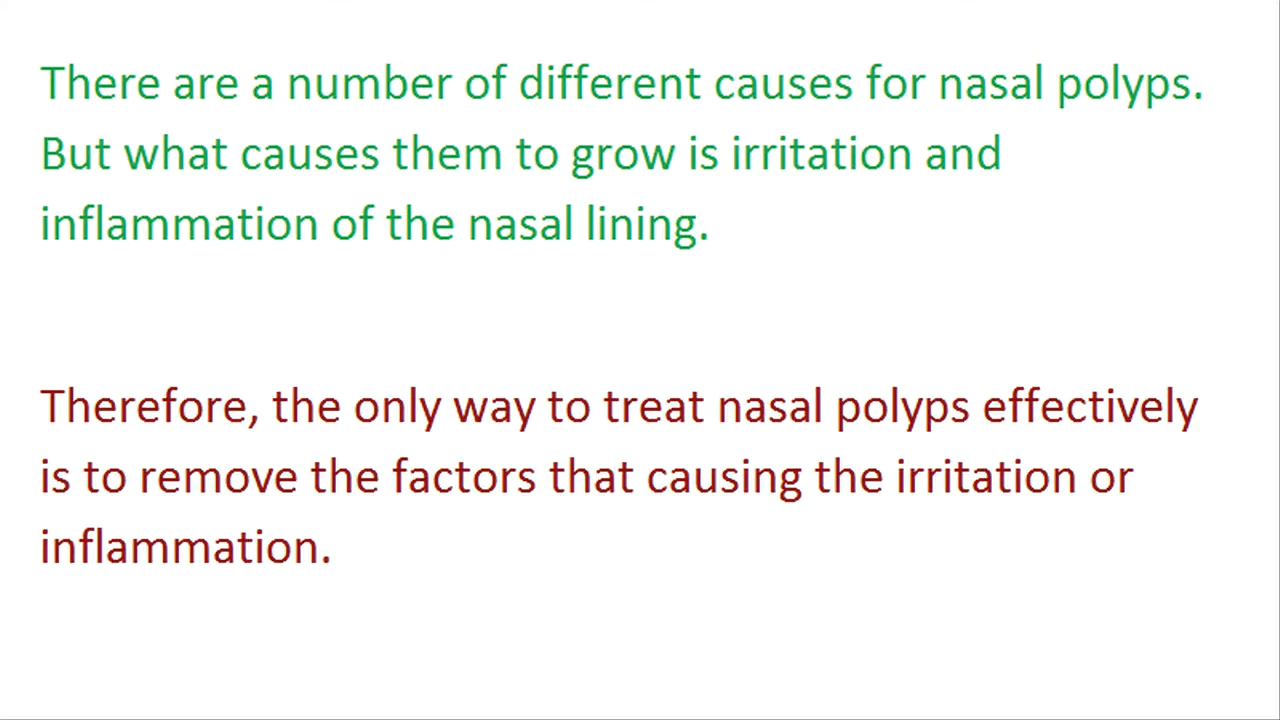 There are a number of different causes for nasal polyps.
But what causes them to grow is irritation and
inflammation of the nasal lining.
Therefore, the only way to treat nasal polyps effectively
is to remove the factors that causing the irritation or
inflammation.